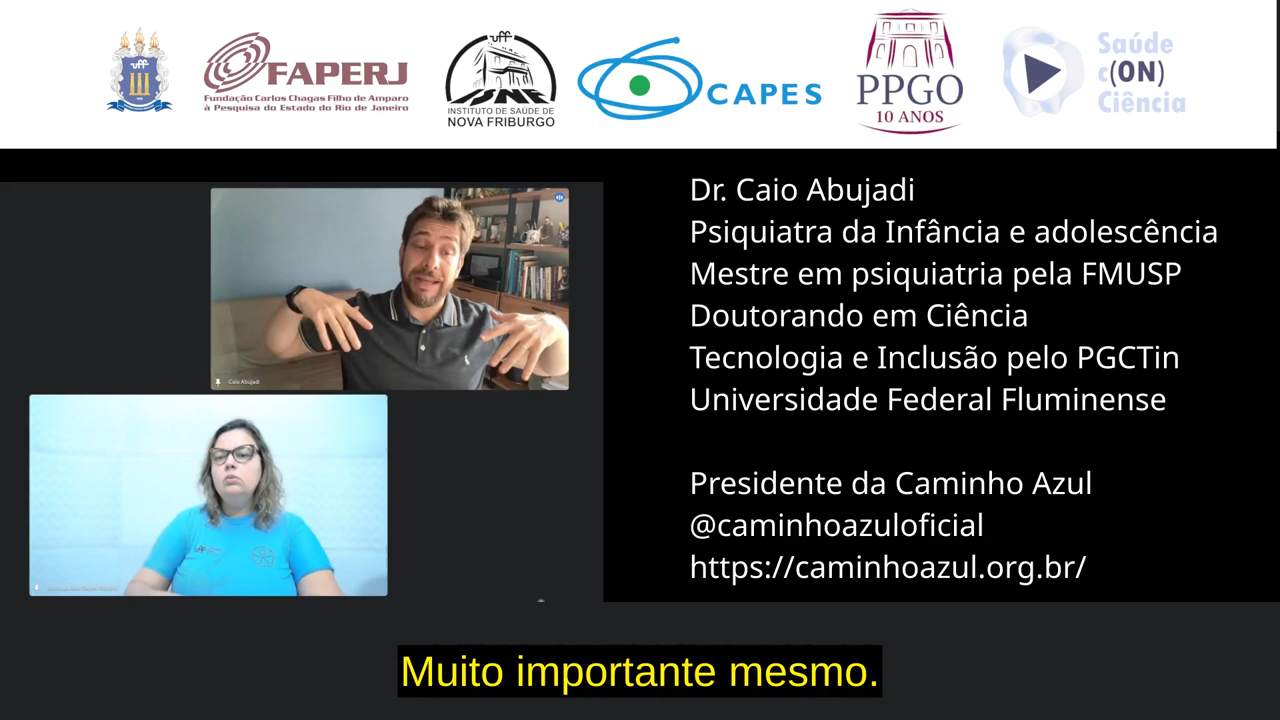 uff
FAPERJ
Fundação Carlos Chagas Filho de Amparo
à Pesquisa do Estado do Rio de Janeiro
uff
INSTITUTO DE SAÚDE DE
NOVA FRIBURGO
CAPES
PPGO
10 ANOS
Saúde
c(ON)
Ciência
Dr. Caio Abujadi
Psiquiatra da Infância e adolescência
Mestre em psiquiatria pela FMUSP
Doutorando em Ciência
Tecnologia e Inclusão pelo PGCTin
Universidade Federal Fluminense
Presidente da Caminho Azul
@caminhoazuloficial
https://caminhoazul.org.br/
Caio Abujadi
uff
Muito importante mesmo.